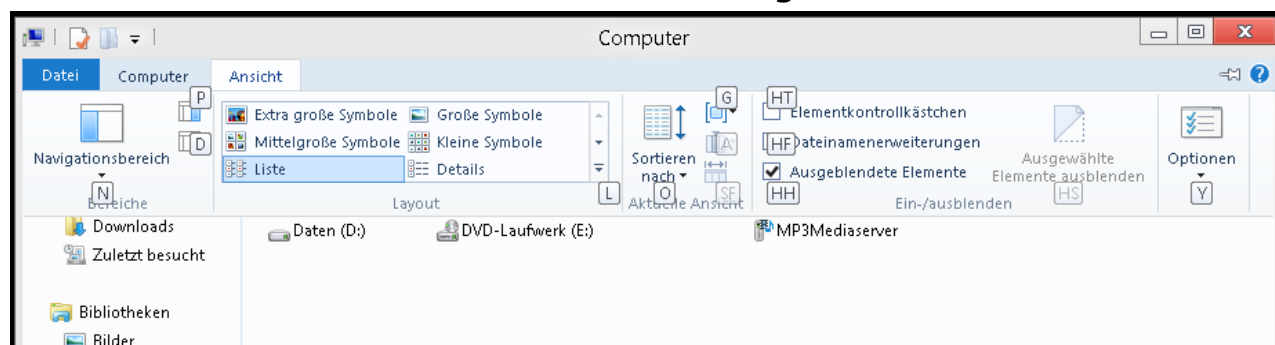 Computer
Datei Computer Ansicht
P
G
HT
Extra große Symbole Große Symbole
Elementkontrollkästchen
D
Mittelgroße Symbole Kleine Symbole
A
HF Dateinamenerweiterungen
Navigationsbereich
Liste Details
Sortieren nach
Ausgeblendete Elemente
Ausgewählte
Elemente ausblenden
Optionen
N
L
O
SF
HH
HS
Y
Bereiche Layout Aktuelle Ansicht Ein-/ausblenden
Downloads Daten (D:) DVD-Laufwerk (E:) MP3Mediaserver
Zuletzt besucht
Bibliotheken
Bilder